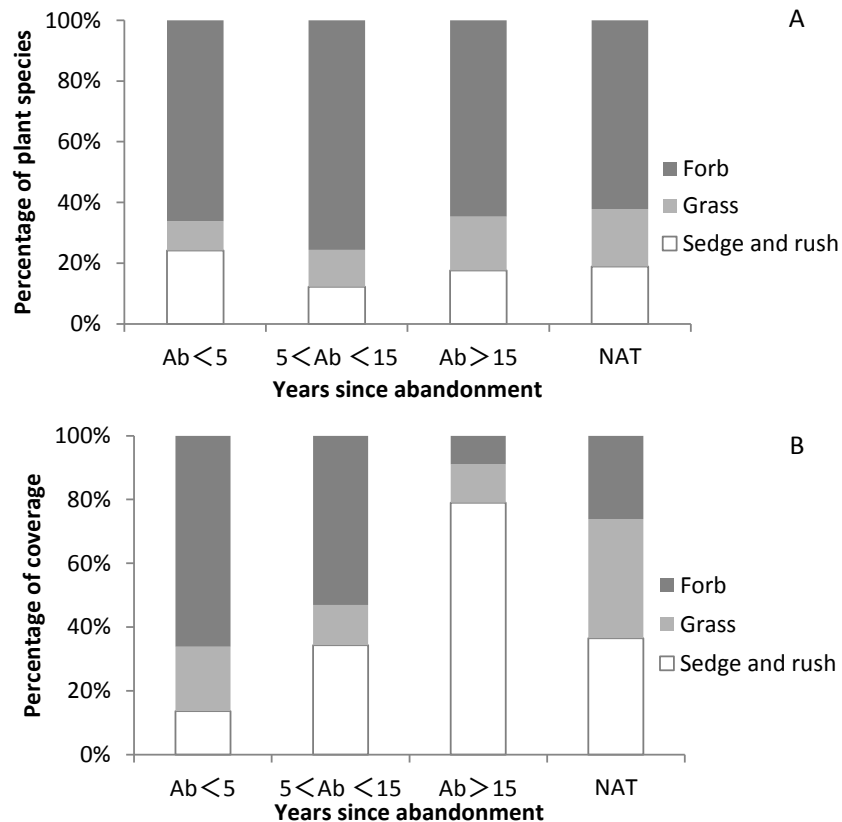 A
Percentage of plant species
100%
80%
60%
40%
20%
0%
Forb
Grass
Sedge and rush
Ab＜5 5＜Ab ＜15 Ab＞15 NAT
Years since abandonment
B
Percentage of coverage
100%
80%
60%
40%
20%
0%
Forb
Grass
Sedge and rush
Ab＜5 5＜Ab ＜15 Ab＞15 NAT
Years since abandonment